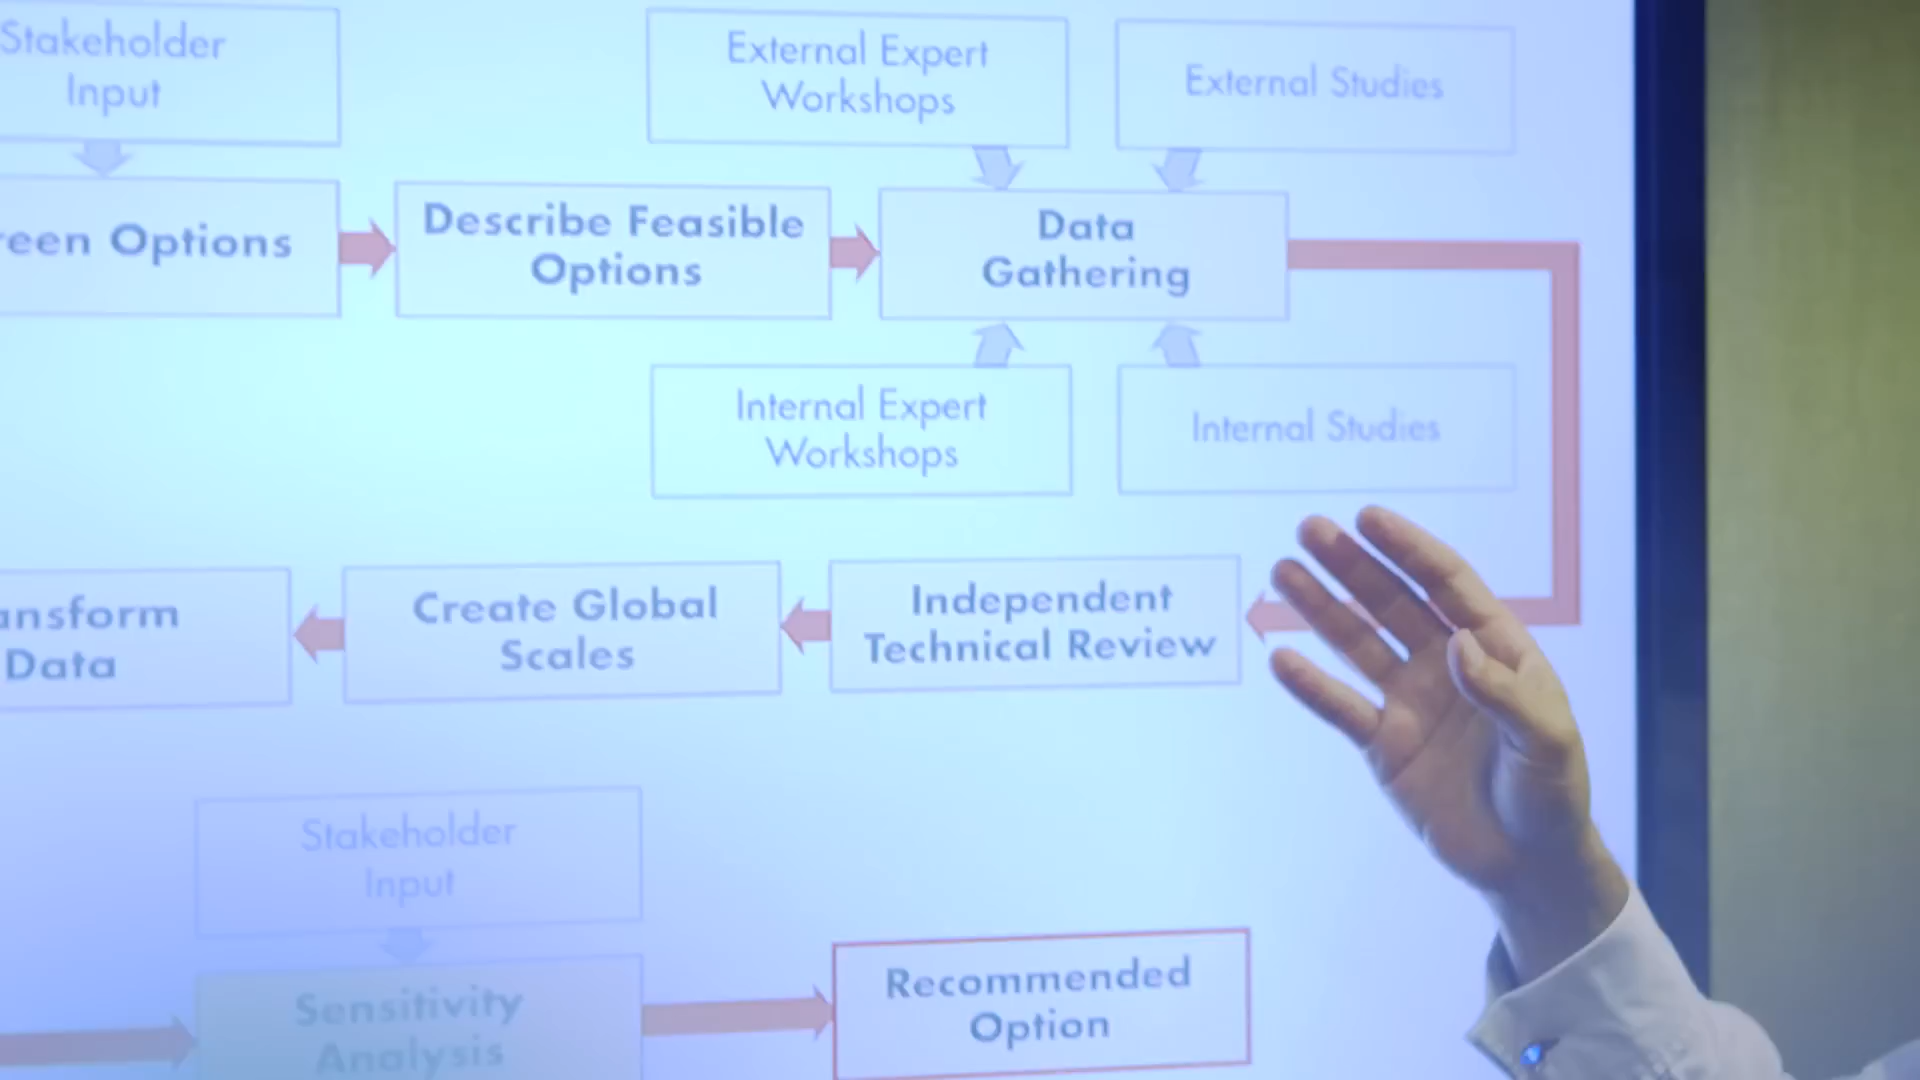 Stakeholder
Input
External Expert
Workshops
External Studies
reen Options
Describe Feasible
Options
Data
Gathering
Internal Expert
Workshops
Internal Studies
ansform
Data
Create Global
Scales
Independent
Technical Review
Stakeholder
Input
Sensitivity
Analysis
Recommended
Option